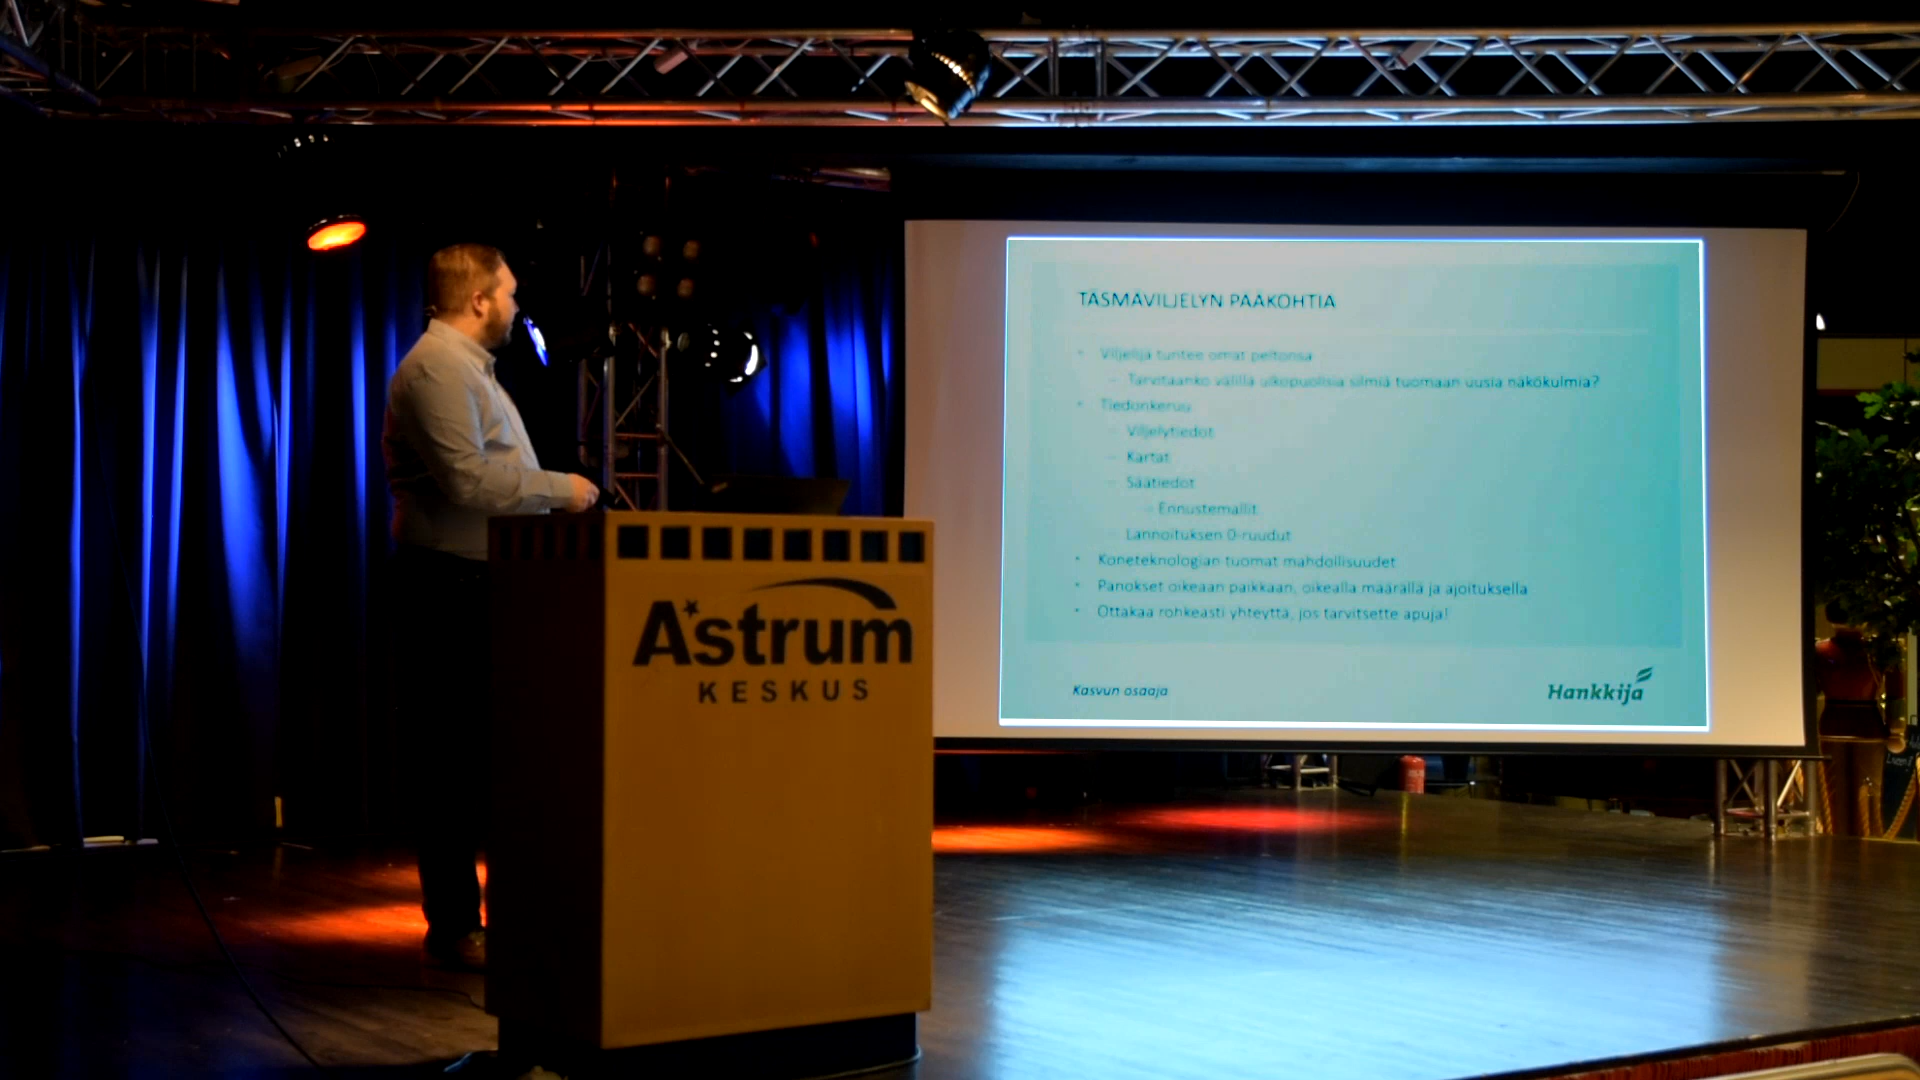 TÄSMÄVILJELYN PÄÄKOHTIA
• Viljelijä tuntee omat peltonsa
– Tarvitaanko välillä ulkopuolisia silmiä tuomaan uusia näkökulmia?
• Tiedonkeruu
– Viljelytiedot
– Kartat
– Säätiedot
– Ennustemallit
– Lannoituksen 0-ruudut
• Koneteknologian tuomat mahdollisuudet
• Panokset oikeaan paikkaan, oikealla määrällä ja ajoituksella
• Ottakaa rohkeasti yhteyttä, jos tarvitsette apuja!
Kasvun osaaja
Hankkija
Astrum
KESKUS